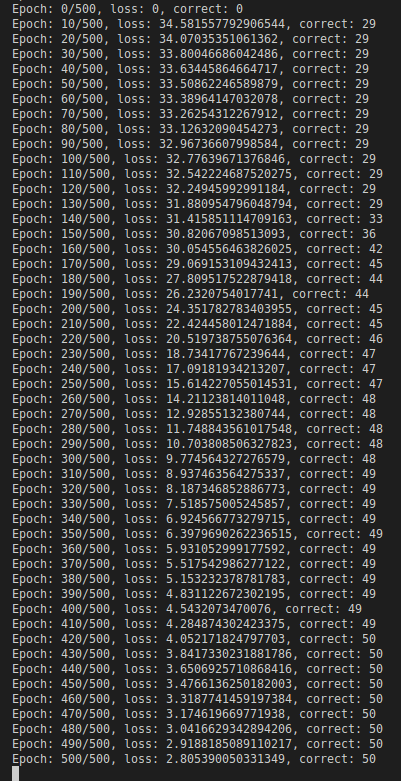 Epoch: 0/500, loss: 0, correct: 0
Epoch: 10/500, loss: 34.581557792906544, correct: 29
Epoch: 20/500, loss: 34.07035351061362, correct: 29
Epoch: 30/500, loss: 33.80046686042486, correct: 29
Epoch: 40/500, loss: 33.63445864664717, correct: 29
Epoch: 50/500, loss: 33.50862246589879, correct: 29
Epoch: 60/500, loss: 33.38964147032078, correct: 29
Epoch: 70/500, loss: 33.26254312267912, correct: 29
Epoch: 80/500, loss: 33.12632090454273, correct: 29
Epoch: 90/500, loss: 32.96736607998584, correct: 29
Epoch: 100/500, loss: 32.77639671376846, correct: 29
Epoch: 110/500, loss: 32.542224687520275, correct: 29
Epoch: 120/500, loss: 32.24945992991184, correct: 29
Epoch: 130/500, loss: 31.880954796048794, correct: 29
Epoch: 140/500, loss: 31.415851114709163, correct: 33
Epoch: 150/500, loss: 30.82067098513093, correct: 36
Epoch: 160/500, loss: 30.054556463826025, correct: 42
Epoch: 170/500, loss: 29.069153109432413, correct: 45
Epoch: 180/500, loss: 27.809517522879418, correct: 44
Epoch: 190/500, loss: 26.2320754017741, correct: 44
Epoch: 200/500, loss: 24.351782783403955, correct: 45
Epoch: 210/500, loss: 22.424458012471884, correct: 45
Epoch: 220/500, loss: 20.519738755076364, correct: 46
Epoch: 230/500, loss: 18.73417767239644, correct: 47
Epoch: 240/500, loss: 17.09181934213207, correct: 47
Epoch: 250/500, loss: 15.614227055014531, correct: 47
Epoch: 260/500, loss: 14.21123814011048, correct: 48
Epoch: 270/500, loss: 12.92855132380744, correct: 48
Epoch: 280/500, loss: 11.748843561017548, correct: 48
Epoch: 290/500, loss: 10.703808506327823, correct: 48
Epoch: 300/500, loss: 9.774564327276579, correct: 48
Epoch: 310/500, loss: 8.937463564275337, correct: 49
Epoch: 320/500, loss: 8.187346852886773, correct: 49
Epoch: 330/500, loss: 7.518575005245857, correct: 49
Epoch: 340/500, loss: 6.924566773279715, correct: 49
Epoch: 350/500, loss: 6.3979690262236515, correct: 49
Epoch: 360/500, loss: 5.931052999177592, correct: 49
Epoch: 370/500, loss: 5.517542986277122, correct: 49
Epoch: 380/500, loss: 5.153232378781783, correct: 49
Epoch: 390/500, loss: 4.831122672302195, correct: 49
Epoch: 400/500, loss: 4.5432073470076, correct: 49
Epoch: 410/500, loss: 4.284874302423375, correct: 49
Epoch: 420/500, loss: 4.052171824797703, correct: 50
Epoch: 430/500, loss: 3.8417330231881786, correct: 50
Epoch: 440/500, loss: 3.6506925710868416, correct: 50
Epoch: 450/500, loss: 3.4766136250182003, correct: 50
Epoch: 460/500, loss: 3.3187741459197384, correct: 50
Epoch: 470/500, loss: 3.174619669771938, correct: 50
Epoch: 480/500, loss: 3.0416629342894206, correct: 50
Epoch: 490/500, loss: 2.9188185089110217, correct: 50
Epoch: 500/500, loss: 2.805390050331349, correct: 50